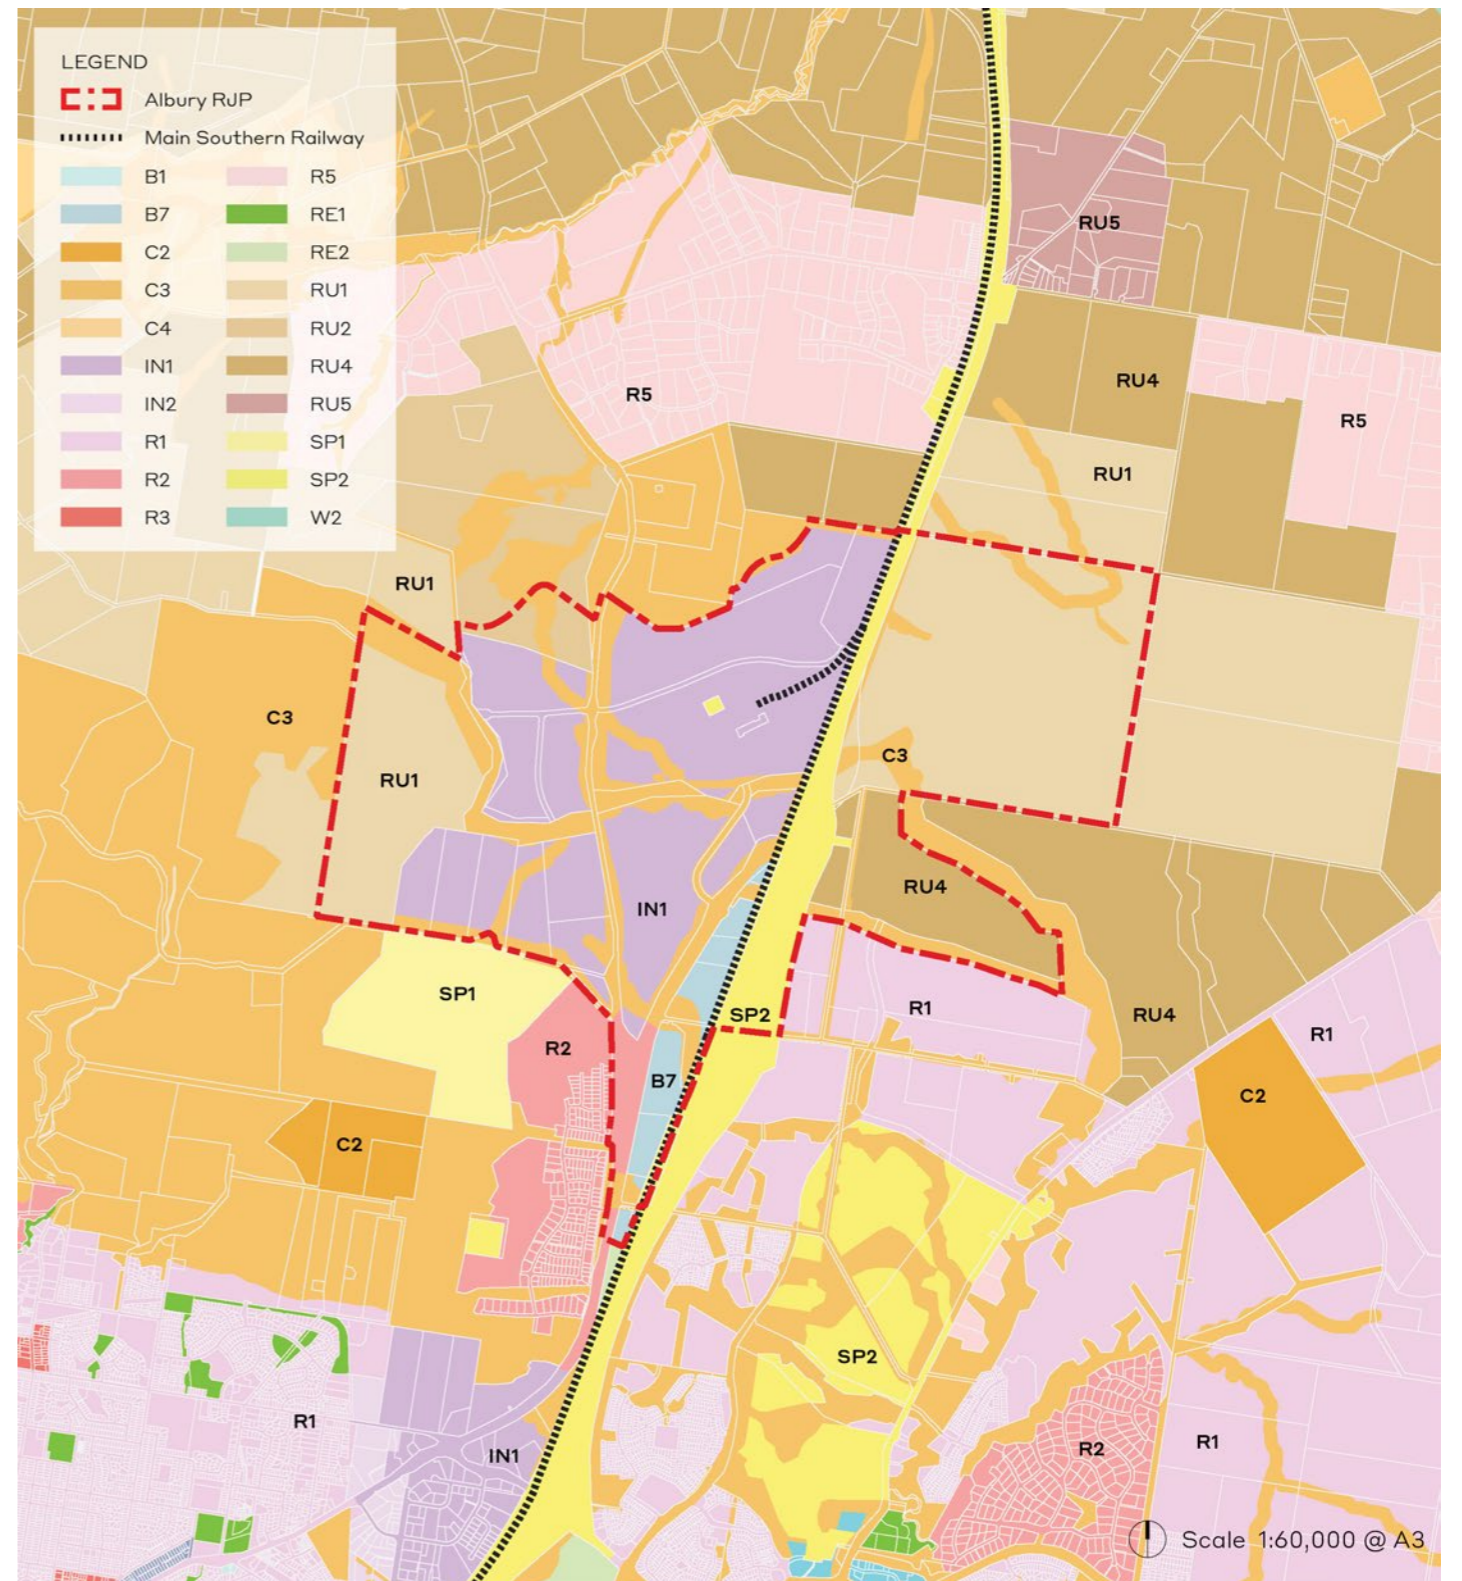 LEGEND
Albury RJP
Main Southern Railway
B1 R5
B7 RE1
C2 RE2
C3 RU1
C4 RU2
IN1 RU4
IN2 RU5
R1 SP1
R2 SP2
R3 W2
RU5
RU4
R5
R5
RU1
RU1
C3
C3
RU1
RU4
IN1
SP1
R1
SP2
RU4
R1
R2
B7
C2
C2
SP2
R1
IN1
R2
R1
Scale 1:60,000 @ A3